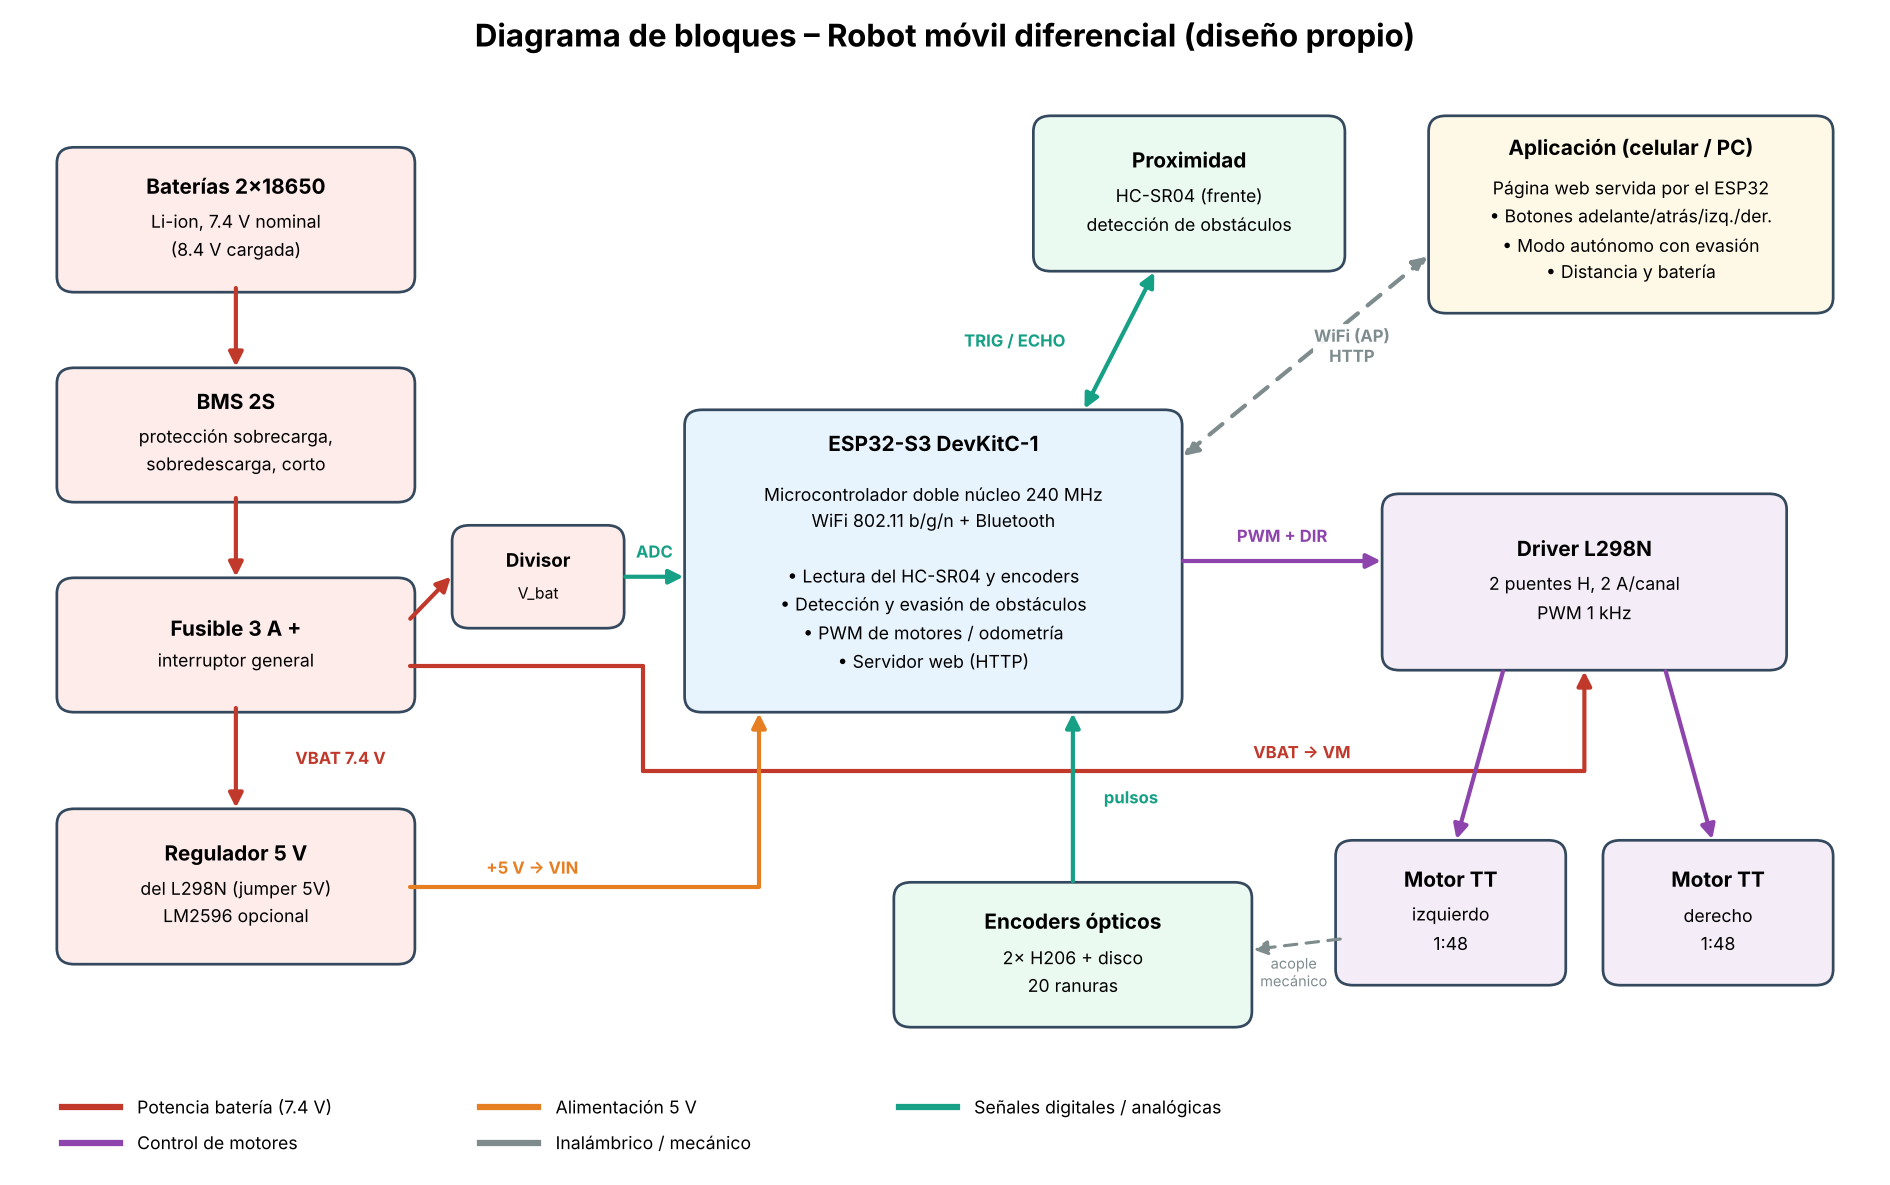 Diagrama de bloques – Robot móvil diferencial (diseño propio)
Baterías 2×18650
Li-ion, 7.4 V nominal
(8.4 V cargada)
BMS 2S
protección sobrecarga,
sobredescarga, corto
Fusible 3 A +
interruptor general
VBAT 7.4 V
Regulador 5 V
del L298N (jumper 5V)
LM2596 opcional
Divisor
V_bat
ADC
+5 V → VIN
Proximidad
HC-SR04 (frente)
detección de obstáculos
TRIG / ECHO
Aplicación (celular / PC)
Página web servida por el ESP32
• Botones adelante/atrás/izq./der.
• Modo autónomo con evasión
• Distancia y batería
WiFi (AP)
HTTP
ESP32-S3 DevKitC-1
Microcontrolador doble núcleo 240 MHz
WiFi 802.11 b/g/n + Bluetooth
• Lectura del HC-SR04 y encoders
• Detección y evasión de obstáculos
• PWM de motores / odometría
• Servidor web (HTTP)
PWM + DIR
Driver L298N
2 puentes H, 2 A/canal
PWM 1 kHz
VBAT → VM
pulsos
Encoders ópticos
2× H206 + disco
20 ranuras
acople
mecánico
Motor TT
izquierdo
1:48
Motor TT
derecho
1:48
Potencia batería (7.4 V)
Alimentación 5 V
Señales digitales / analógicas
Control de motores
Inalámbrico / mecánico